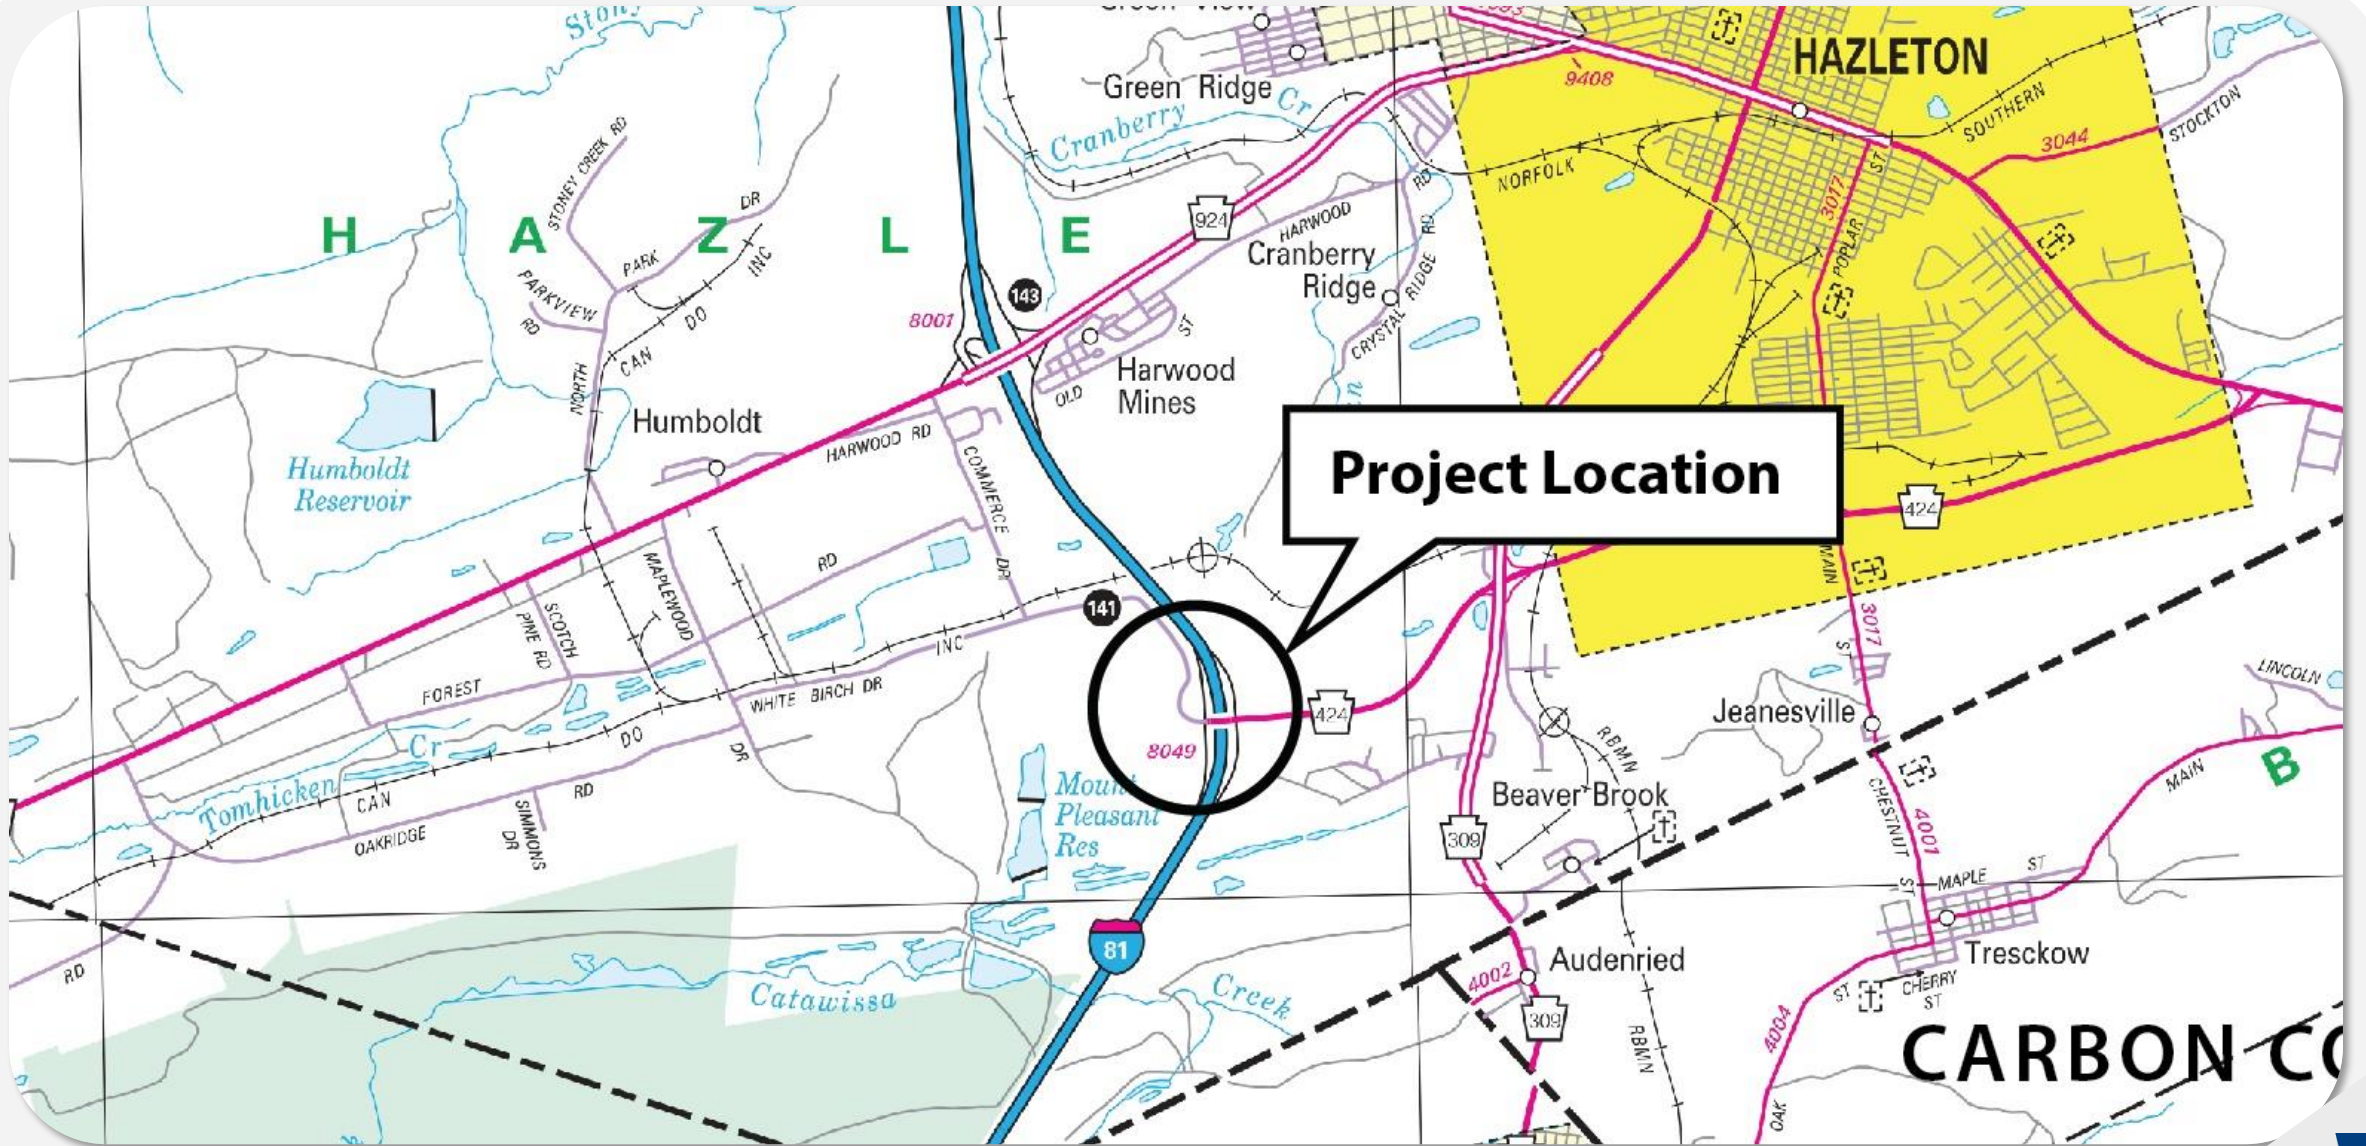 Stony
Green View
Green Ridge
Cranberry Cr
9408
HAZLETON
SOUTHERN
STOCKTON
3044
NORFOLK
3017
ST
POPLAR
STONEY CREEK RD
H A Z L E
PARK DR
PARKVIEW
RD
CAN DO INC
NORTH
924
HARWOOD RD
Cranberry
Ridge
CRYSTAL RIDGE RD
143
8001
OLD
ST
Harwood
Mines
Humboldt
Humboldt
Reservoir
HARWOOD RD
COMMERCE DR
Project Location
424
MAIN
3017
ST
MAPLEWOOD
DR
RD
SCOTCH
PINE RD
FOREST
141
INC
WHITE BIRCH DR
DO
CAN
Tomhicken Cr
OAKRIDGE
RD
SIMMONS
DR
424
8049
Mount
Pleasant
Res
Jeanesville
LINCOLN
RBMN
Beaver Brook
309
CHESTNUT
ST
4001
MAIN
B
MAPLE ST
Tresckow
CHERRY
ST
ST
81
RD
Catawissa
Creek
Audenried
4002
309
RBMN
4004
OAK
CARBON CO